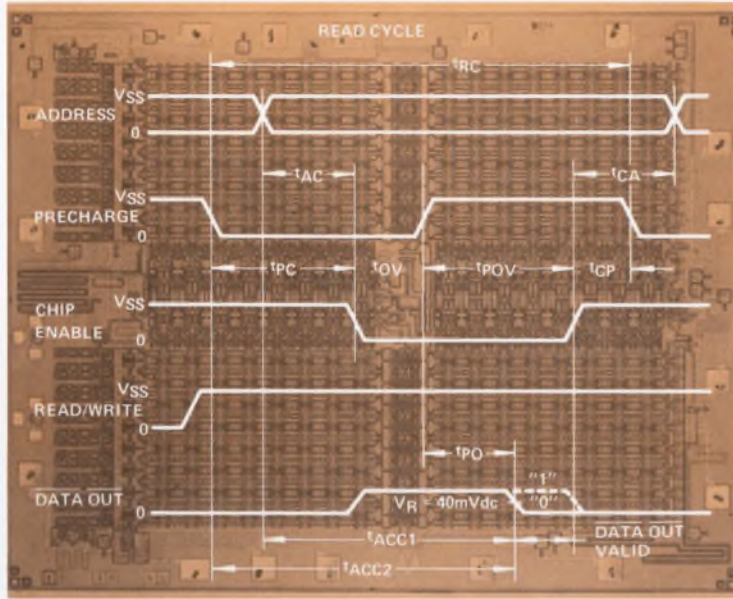 READ CYCLE
tRC
VSS
ADDRESS
0
tAC
tCA
VSS
PRECHARGE
0
tPC
tOV
tPOV
tCP
VSS
CHIP
ENABLE
0
VSS
READ/WRITE
0
tPO
"1"
DATA OUT
0
VR = 40mVdc
"0"
tACC1
DATA OUT
VALID
tACC2